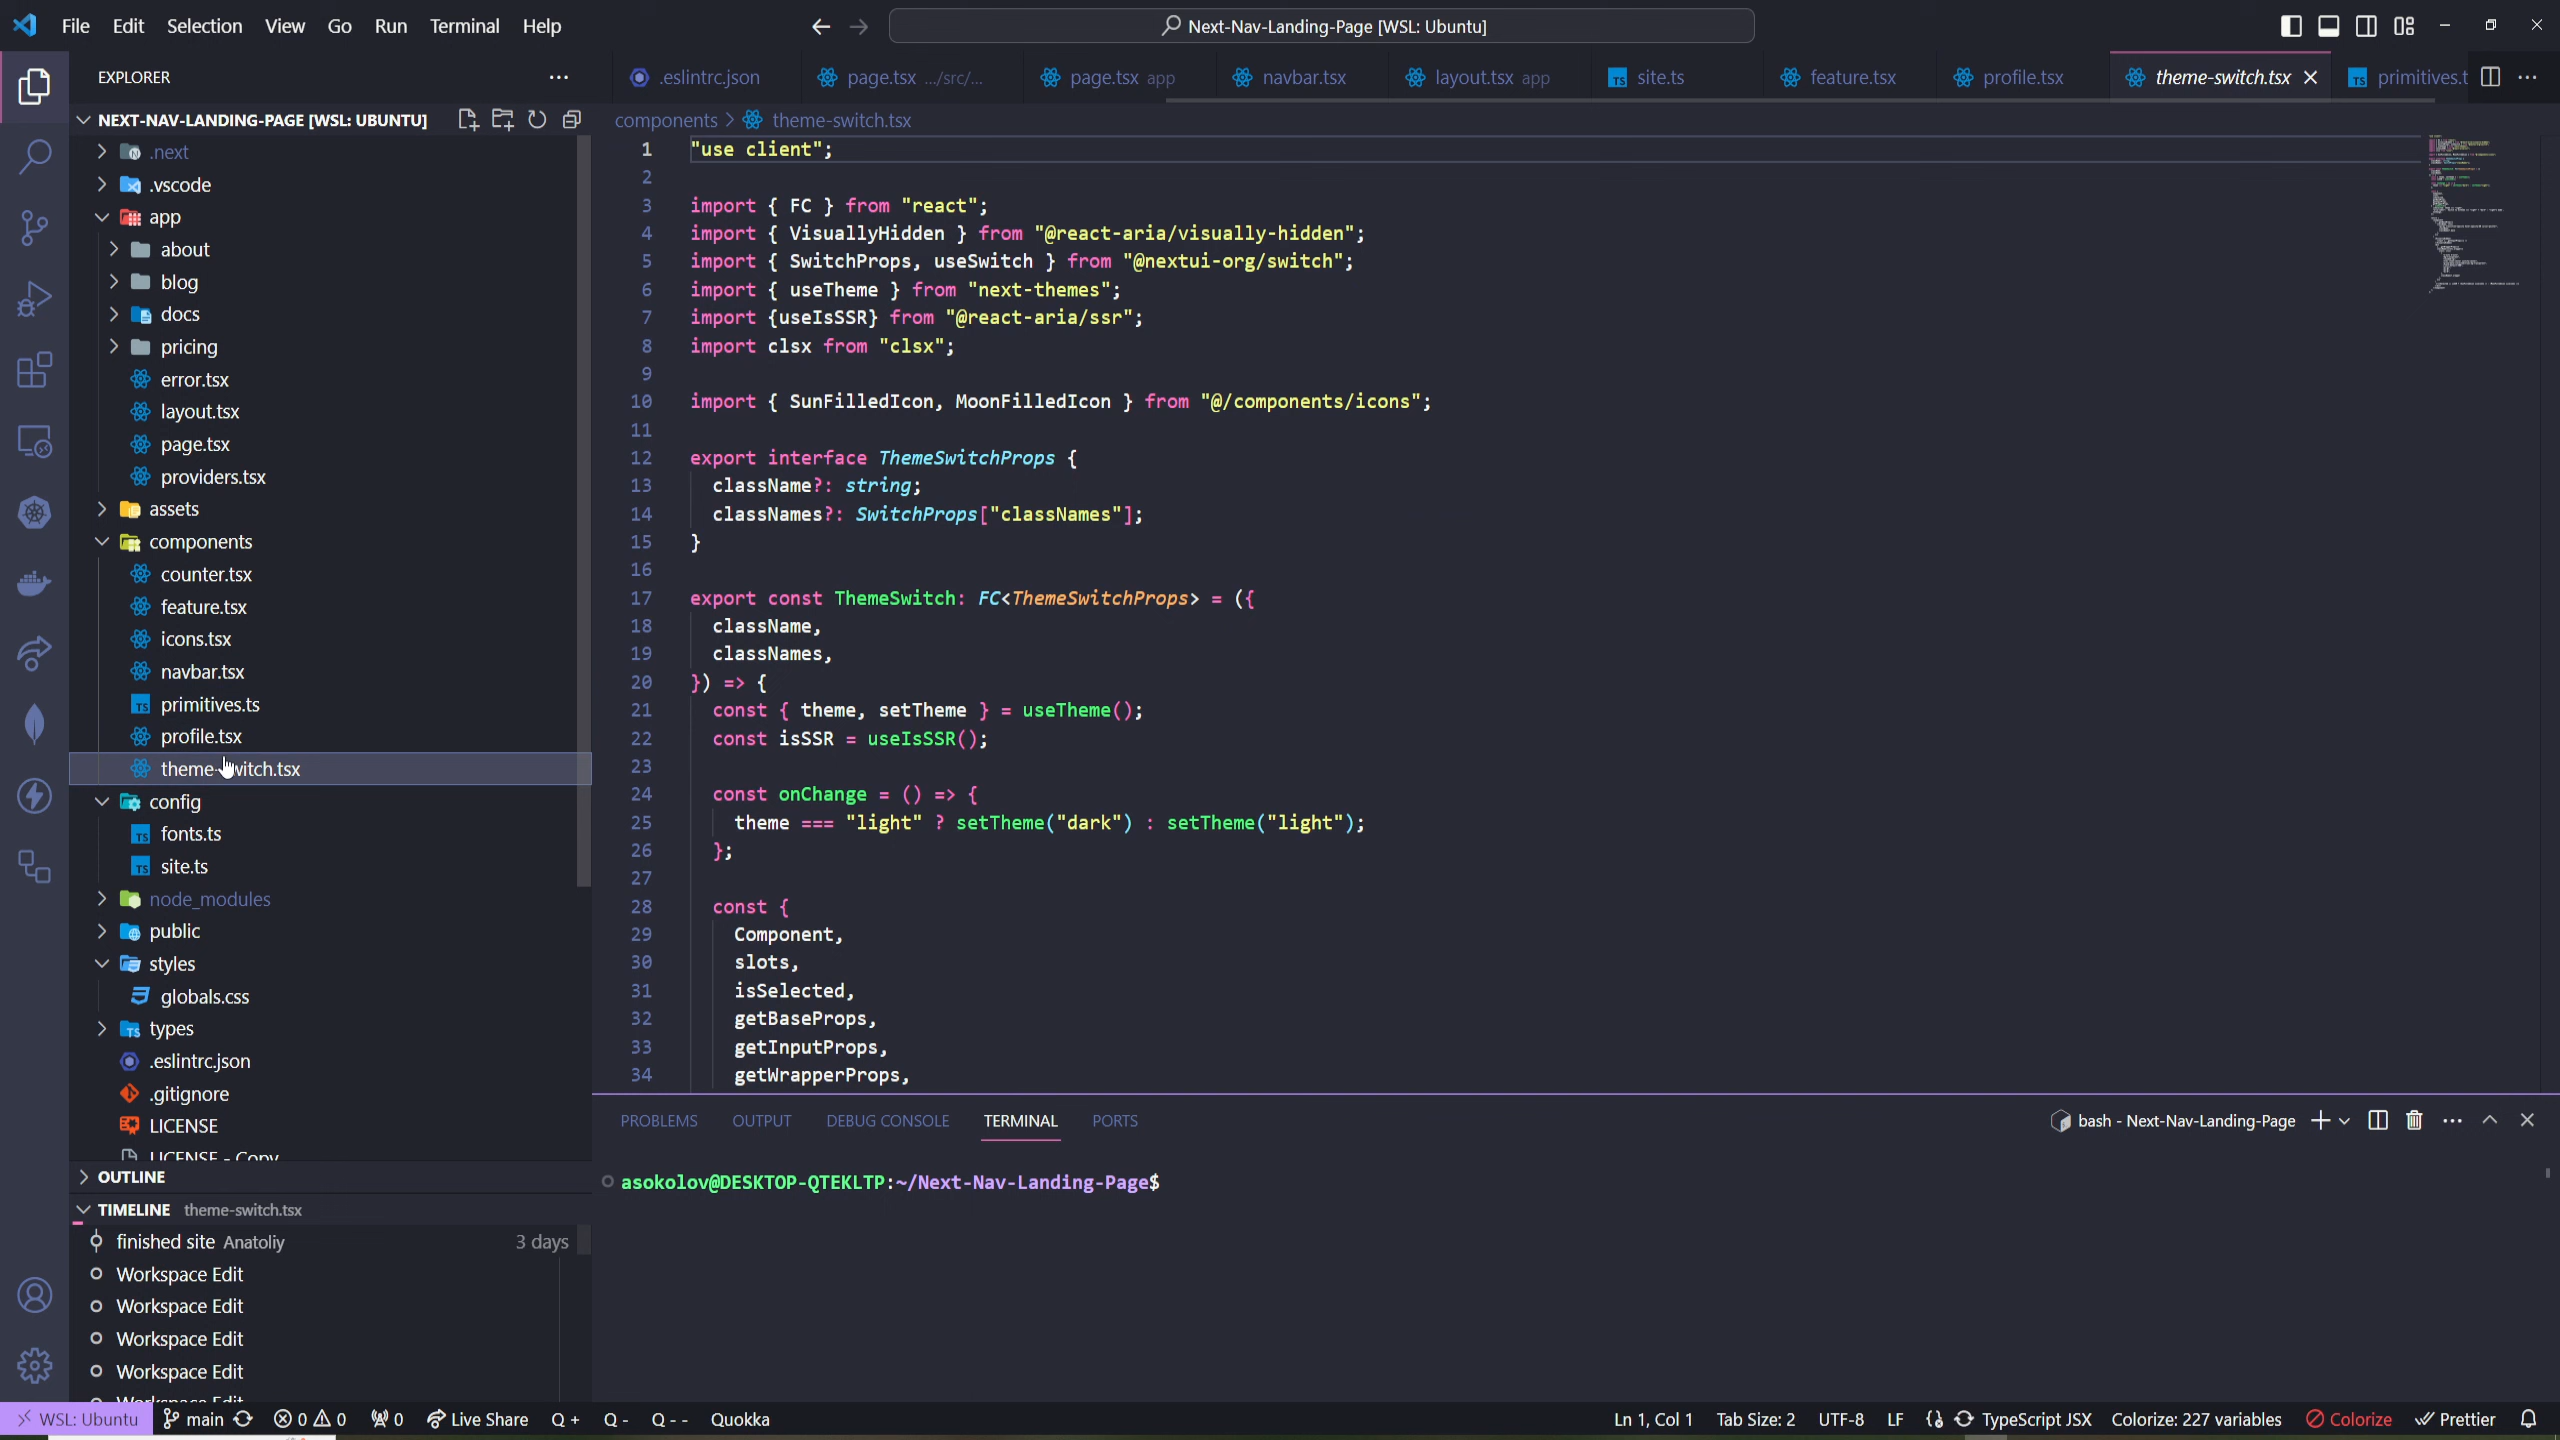 File Edit Selection View Go Run Terminal Help
Next-Nav-Landing-Page [WSL: Ubuntu]
EXPLORER
.eslintrc.json
page.tsx .../src/...
page.tsx app
navbar.tsx
layout.tsx app
site.ts
feature.tsx
profile.tsx
theme-switch.tsx
primitives.t
NEXT-NAV-LANDING-PAGE [WSL: UBUNTU]
.next
.vscode
app
about
blog
docs
pricing
error.tsx
layout.tsx
page.tsx
providers.tsx
assets
components
counter.tsx
feature.tsx
icons.tsx
navbar.tsx
primitives.ts
profile.tsx
theme-switch.tsx
config
fonts.ts
site.ts
node_modules
public
styles
globals.css
types
.eslintrc.json
.gitignore
LICENSE
LICENSE - Copy
OUTLINE
TIMELINE theme-switch.tsx
finished site Anatoliy 3 days
Workspace Edit
Workspace Edit
Workspace Edit
Workspace Edit
Workspace Edit
components > theme-switch.tsx
1 "use client";
2
3 import { FC } from "react";
4 import { VisuallyHidden } from "@react-aria/visually-hidden";
5 import { SwitchProps, useSwitch } from "@nextui-org/switch";
6 import { useTheme } from "next-themes";
7 import {useIsSSR} from "@react-aria/ssr";
8 import clsx from "clsx";
9
10 import { SunFilledIcon, MoonFilledIcon } from "@/components/icons";
11
12 export interface ThemeSwitchProps {
13 className?: string;
14 classNames?: SwitchProps["classNames"];
15 }
16
17 export const ThemeSwitch: FC<ThemeSwitchProps> = ({
18 className,
19 classNames,
20 }) => {
21 const { theme, setTheme } = useTheme();
22 const isSSR = useIsSSR();
23
24 const onChange = () => {
25 theme === "light" ? setTheme("dark") : setTheme("light");
26 };
27
28 const {
29 Component,
30 slots,
31 isSelected,
32 getBaseProps,
33 getInputProps,
34 getWrapperProps,
PROBLEMS OUTPUT DEBUG CONSOLE TERMINAL PORTS
bash - Next-Nav-Landing-Page
asokolov@DESKTOP-QTEKLTP:~/Next-Nav-Landing-Page$
WSL: Ubuntu main 0 0 0 Live Share Q + Q - Q - - Quokka
Ln 1, Col 1 Tab Size: 2 UTF-8 LF TypeScript JSX Colorize: 227 variables Colorize Prettier